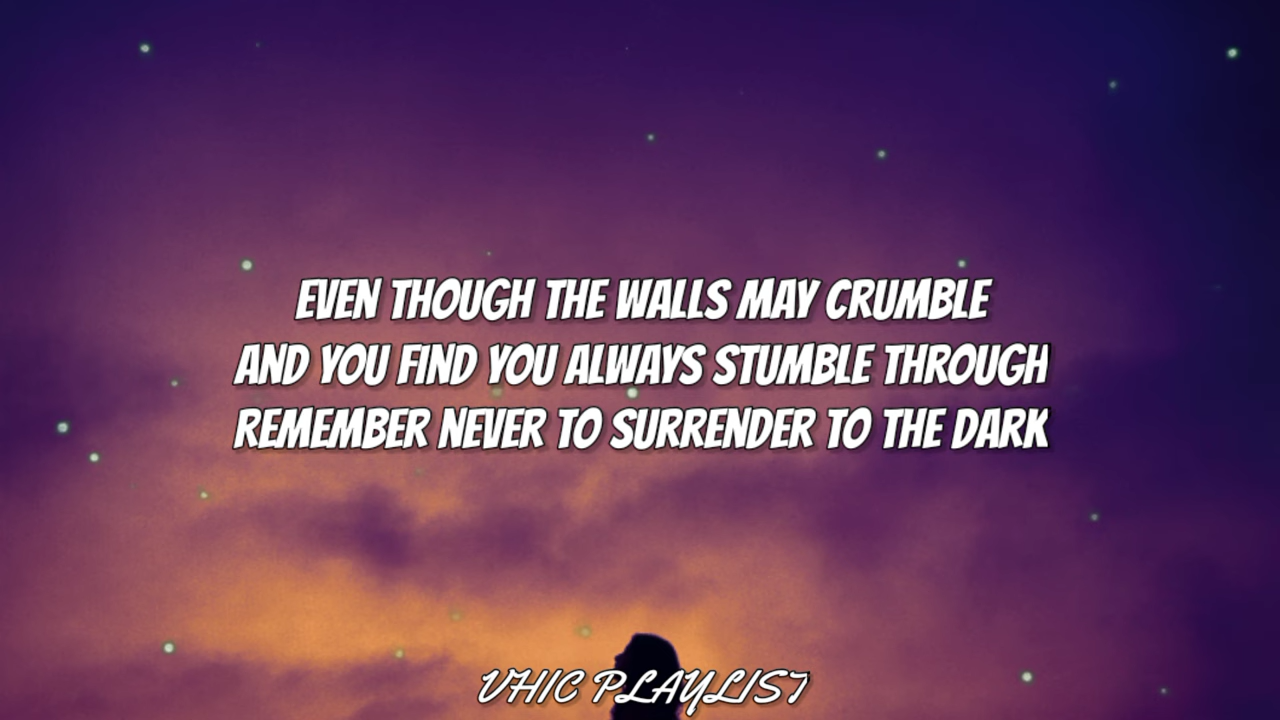 EVEN THOUGH THE WALLS MAY CRUMBLE
AND YOU FIND YOU ALWAYS STUMBLE THROUGH
REMEMBER NEVER TO SURRENDER TO THE DARK
VHIC PLAYLIST